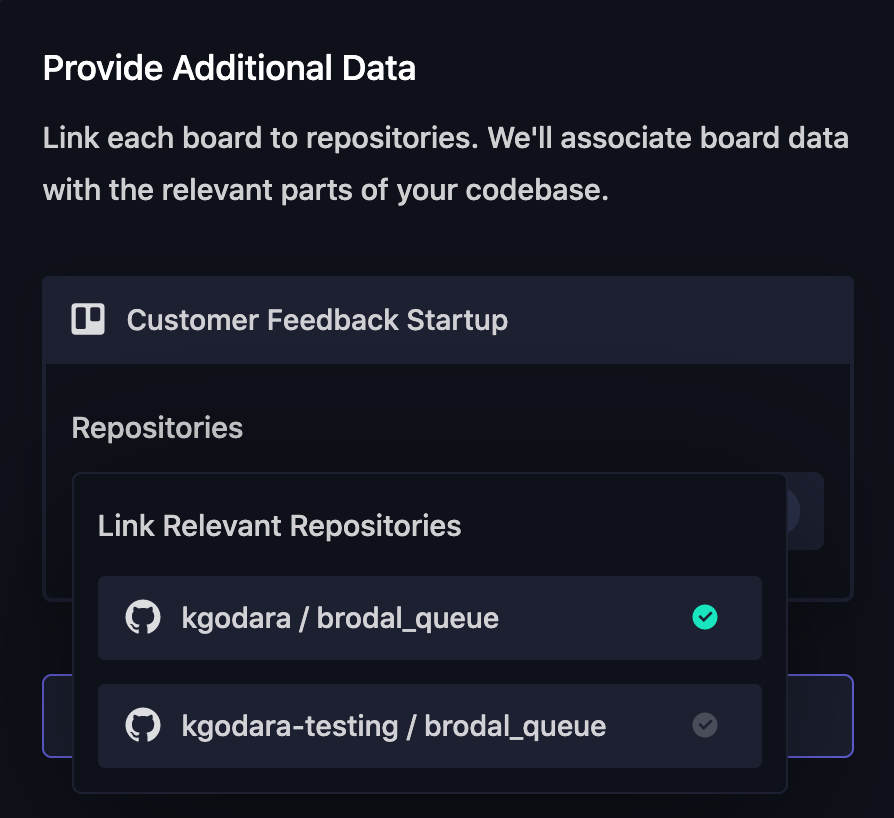 Provide Additional Data
Link each board to repositories. We'll associate board data
with the relevant parts of your codebase.
Customer Feedback Startup
Repositories
Link Relevant Repositories
kgodara / brodal_queue
kgodara-testing / brodal_queue